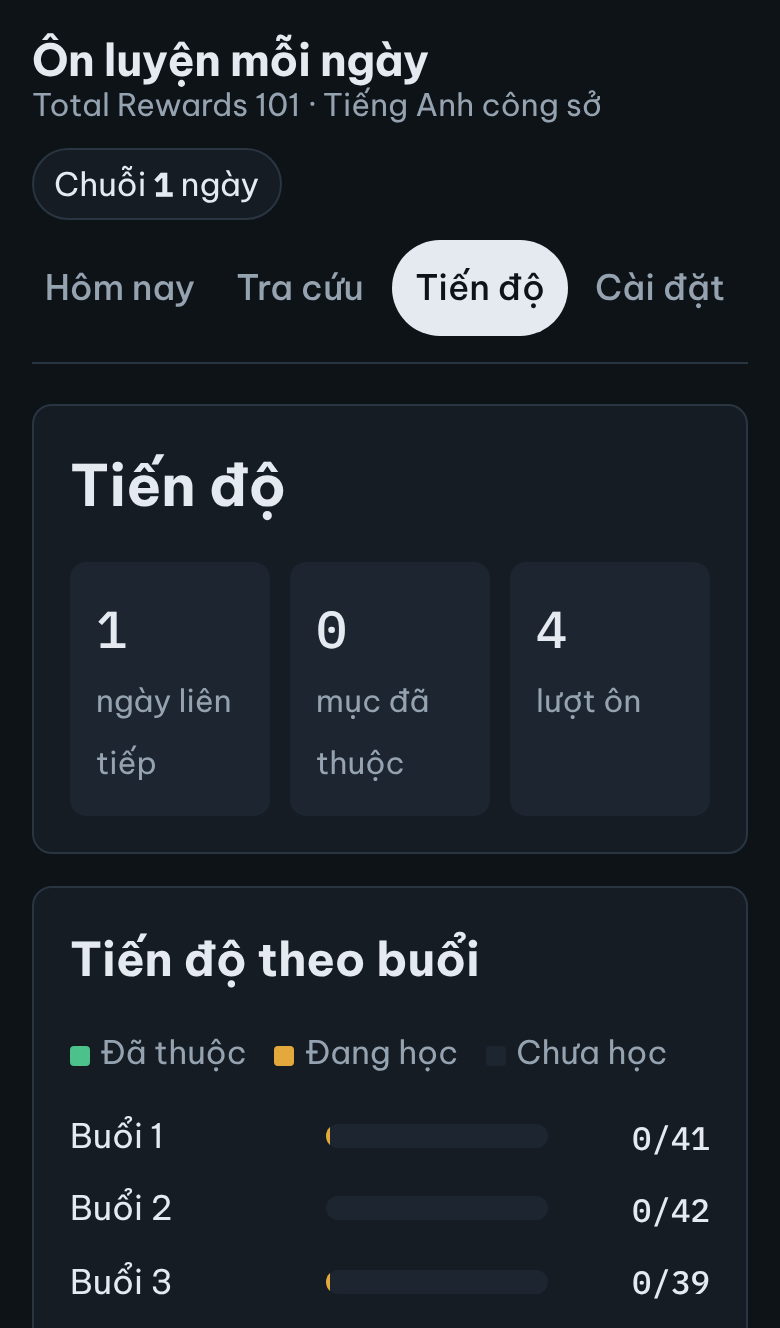 Ôn luyện mỗi ngày
Total Rewards 101 · Tiếng Anh công sở
Chuỗi 1 ngày
Hôm nay
Tra cứu
Tiến độ
Cài đặt
Tiến độ
1
ngày liên
tiếp
0
mục đã
thuộc
4
lượt ôn
Tiến độ theo buổi
Đã thuộc
Đang học
Chưa học
Buổi 1
0/41
Buổi 2
0/42
Buổi 3
0/39